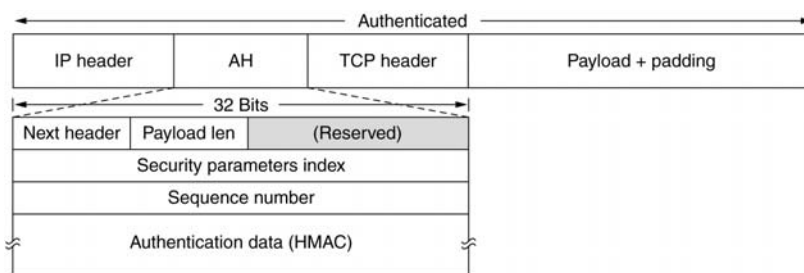 Authenticated
IP header AH TCP header Payload + padding
32 Bits
Next header Payload len (Reserved)
Security parameters index
Sequence number
Authentication data (HMAC)